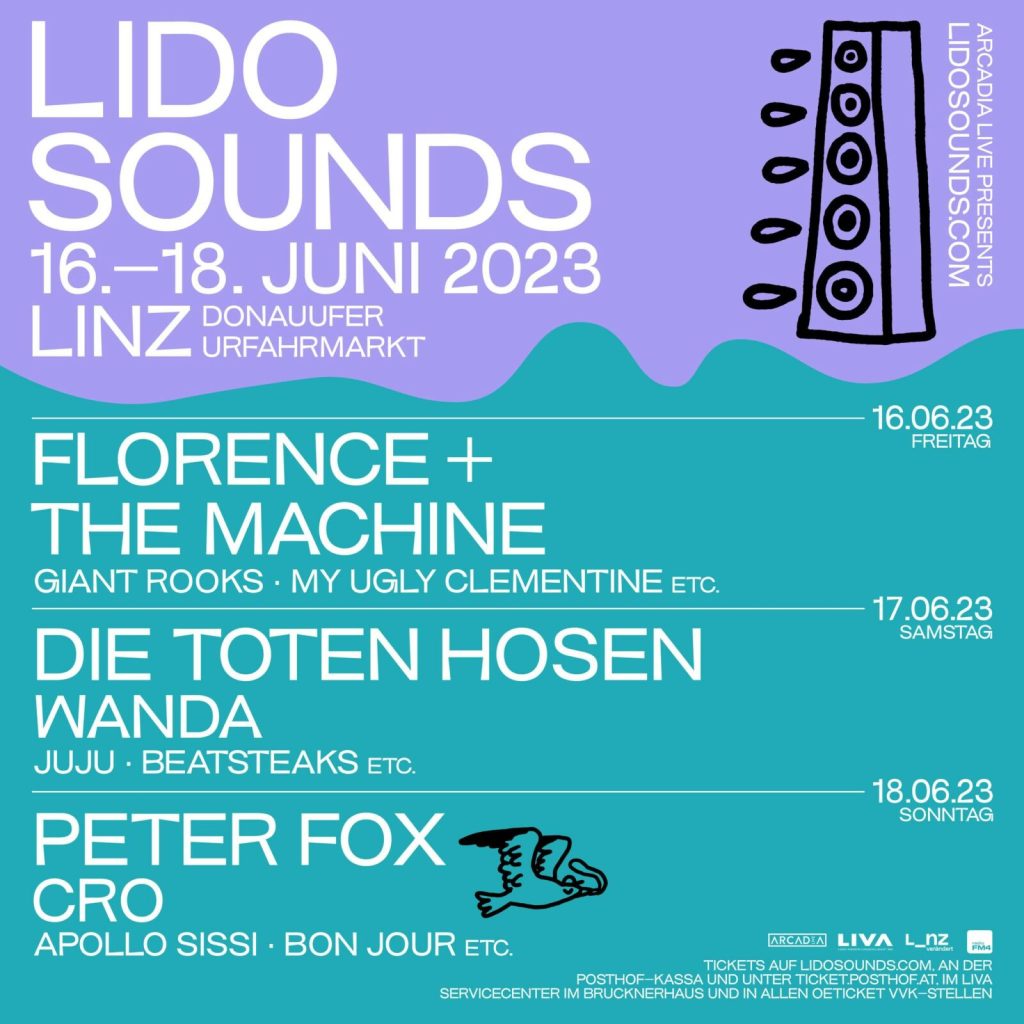 LIDO
SOUNDS
16.–18. JUNI 2023
LINZ DONAUUFER
URFAHRMARKT
ARCADIA LIVE PRESENTS
LIDOSOUNDS.COM
16.06.23
FREITAG
FLORENCE +
THE MACHINE
GIANT ROOKS · MY UGLY CLEMENTINE ETC.
17.06.23
SAMSTAG
DIE TOTEN HOSEN
WANDA
JUJU · BEATSTEAKS ETC.
18.06.23
SONNTAG
PETER FOX
CRO
APOLLO SISSI · BON JOUR ETC.
ARCADIA LIVA L_NZ verändert radio FM4
TICKETS AUF LIDOSOUNDS.COM, AN DER
POSTHOF–KASSA UND UNTER TICKET.POSTHOF.AT. IM LIVA
SERVICECENTER IM BRUCKNERHAUS UND IN ALLEN OETICKET VVK–STELLEN